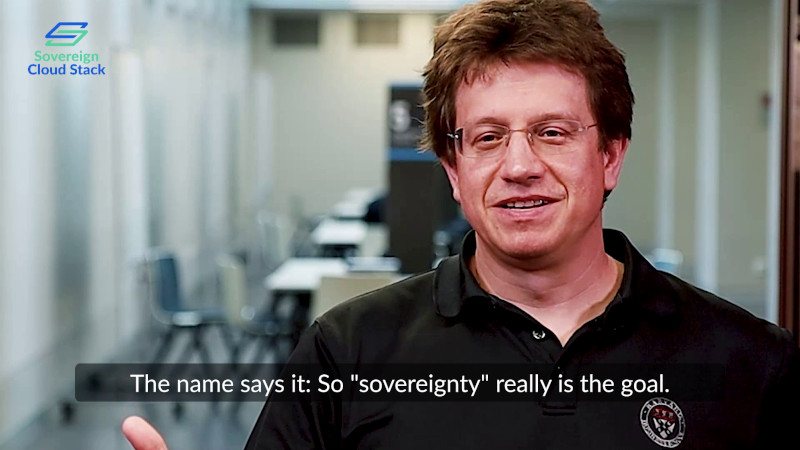 Sovereign
Cloud Stack
The name says it: So "sovereignty" really is the goal.